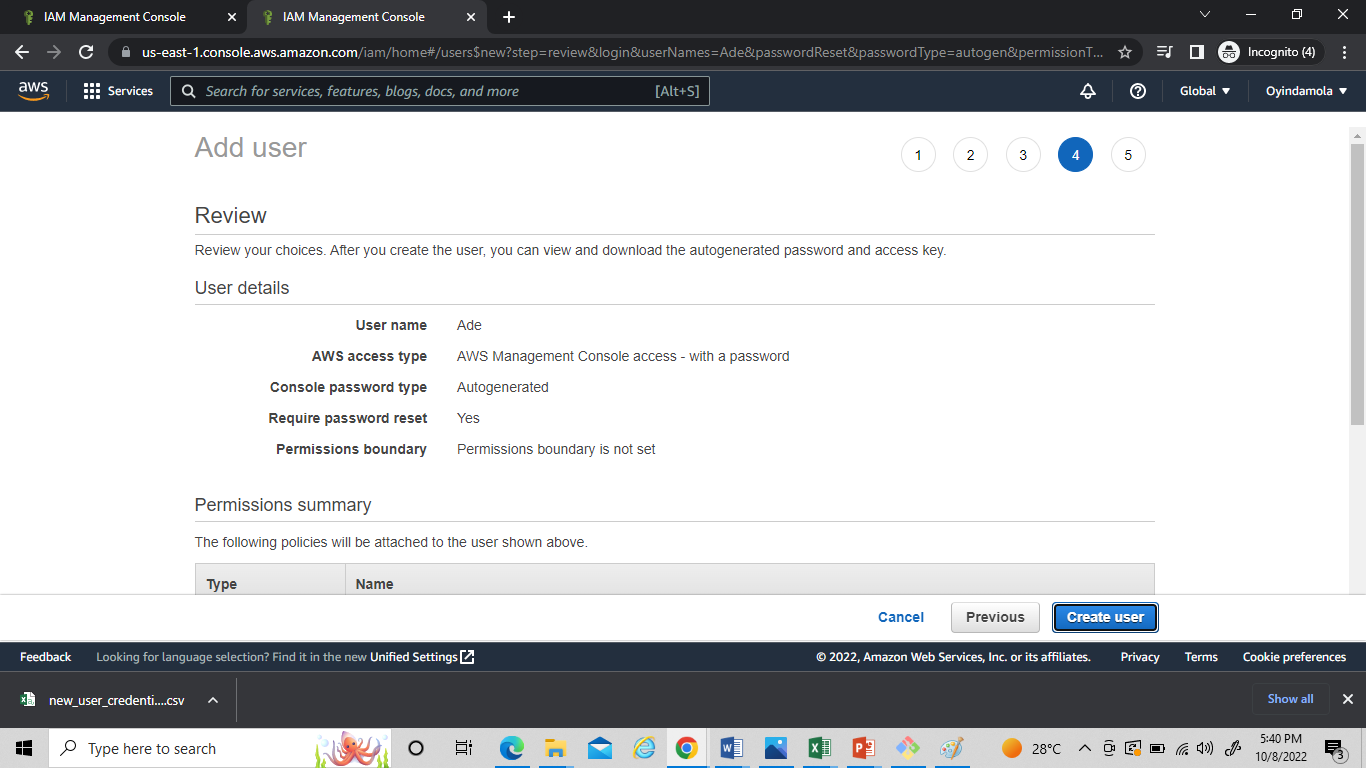 IAM Management Console
IAM Management Console
us-east-1.console.aws.amazon.com/iam/home#/users$new?step=review&login&userNames=Ade&passwordReset&passwordType=autogen&permissionT...
Incognito (4)
aws
Services
Search for services, features, blogs, docs, and more
[Alt+S]
Global
Oyindamola
Add user
1 2 3 4 5
Review
Review your choices. After you create the user, you can view and download the autogenerated password and access key.
User details
User name Ade
AWS access type AWS Management Console access - with a password
Console password type Autogenerated
Require password reset Yes
Permissions boundary Permissions boundary is not set
Permissions summary
The following policies will be attached to the user shown above.
Type Name
Cancel Previous Create user
Feedback Looking for language selection? Find it in the new Unified Settings
© 2022, Amazon Web Services, Inc. or its affiliates. Privacy Terms Cookie preferences
new_user_credenti....csv
Show all
Type here to search
28°C
5:40 PM
10/8/2022
3